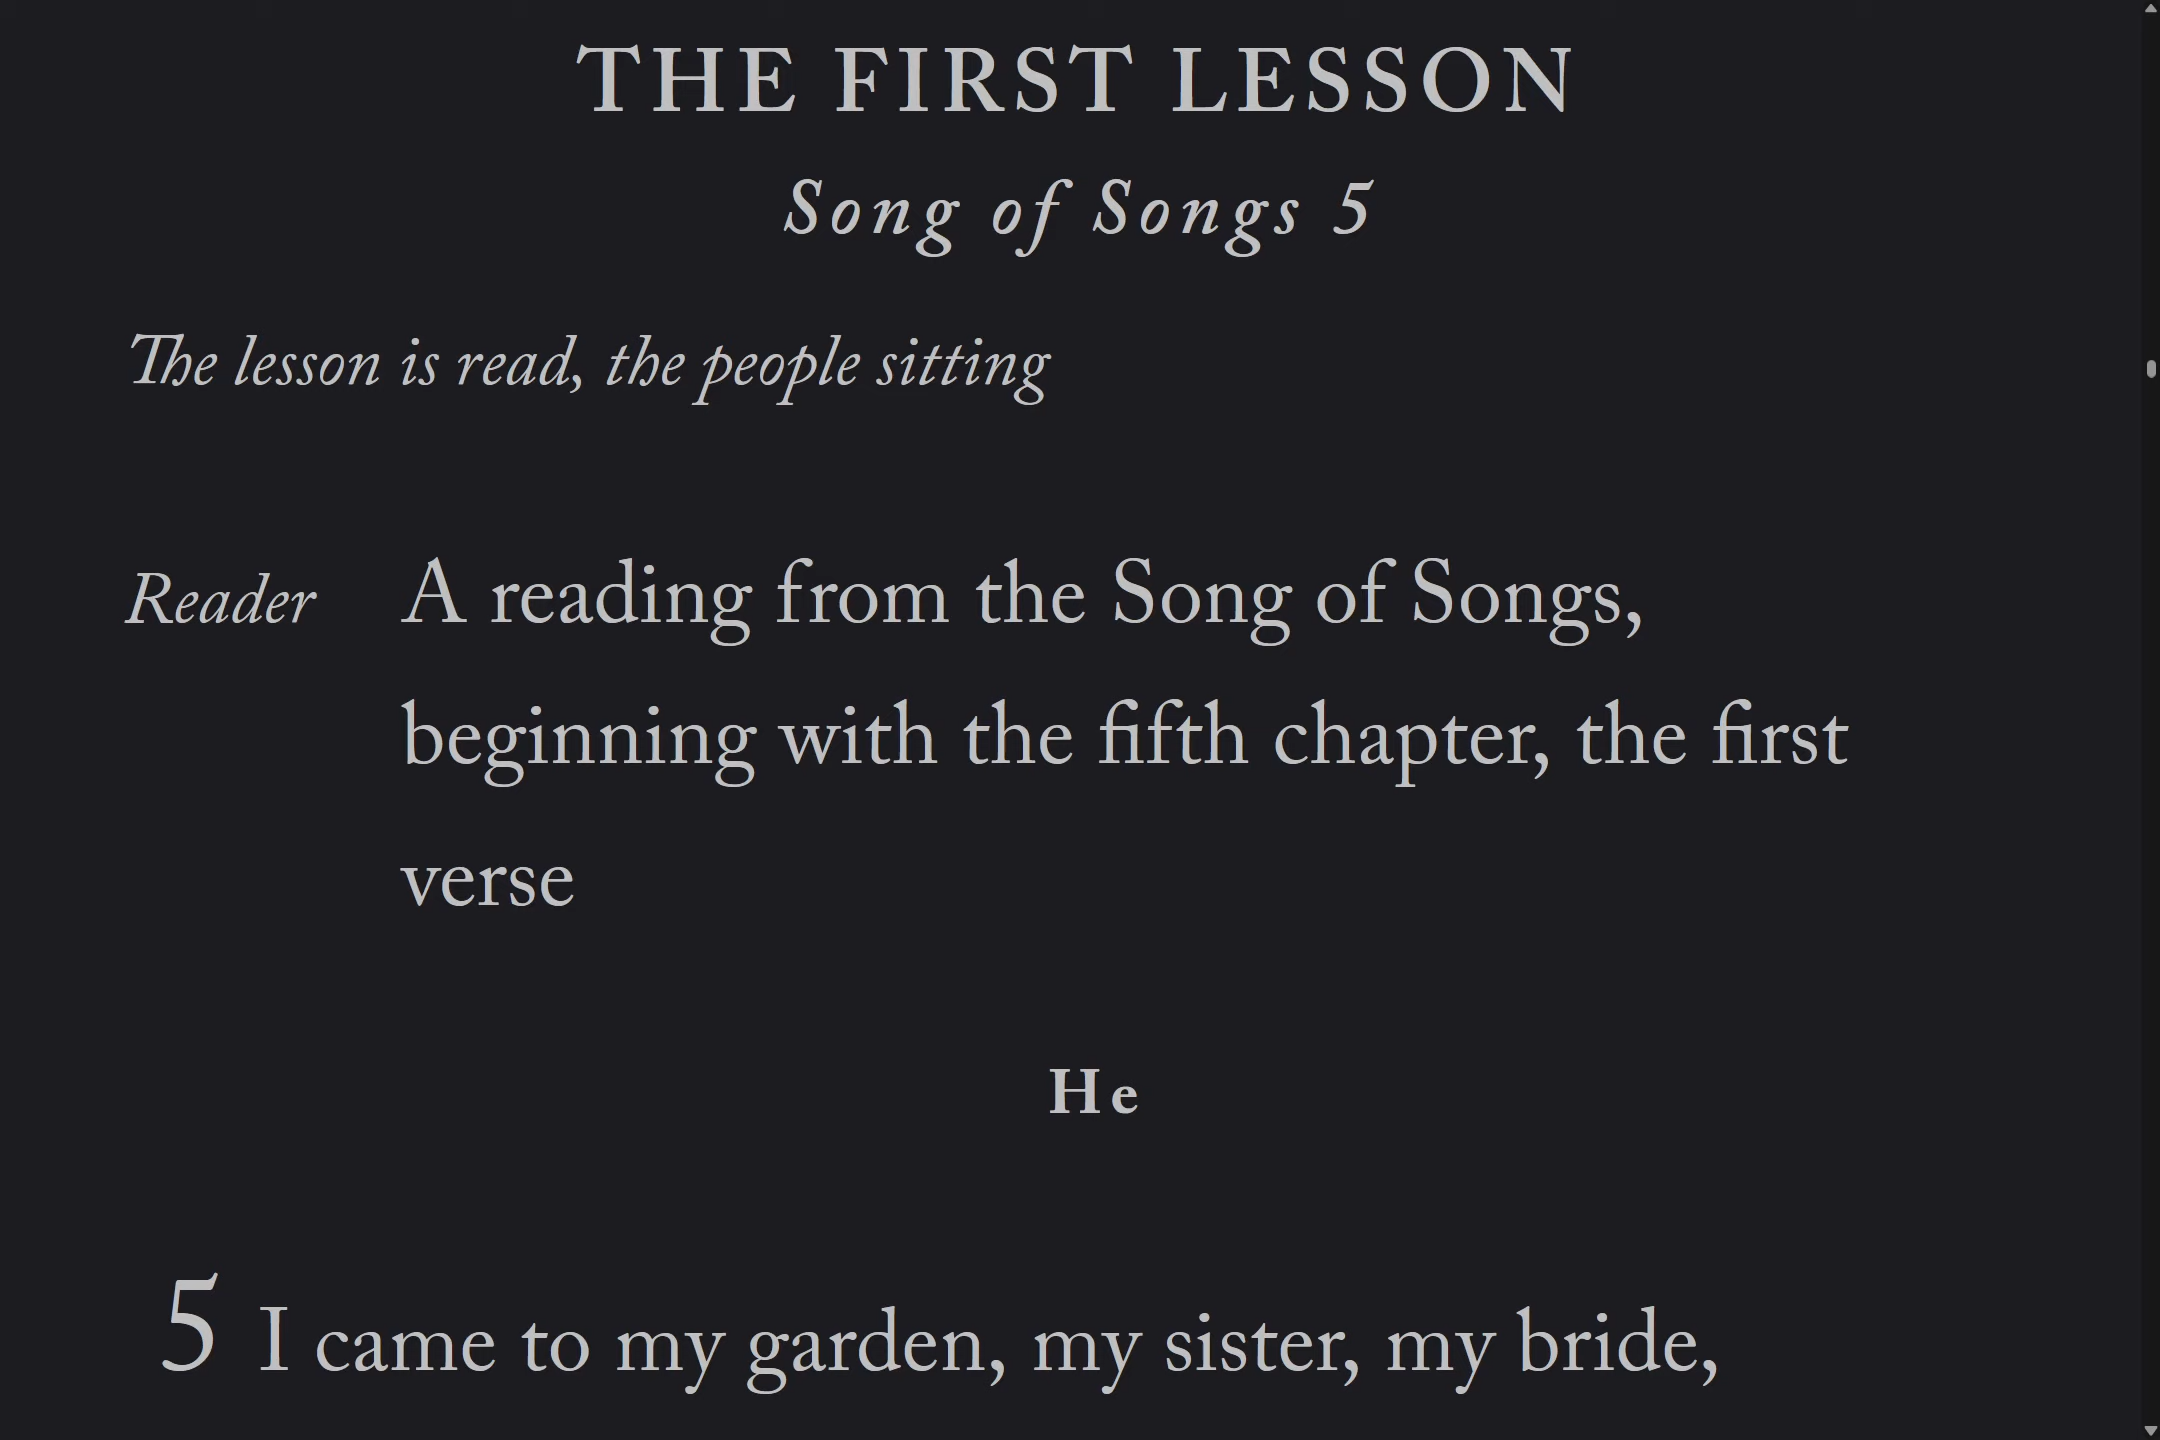 THE FIRST LESSON
Song of Songs 5
The lesson is read, the people sitting
Reader A reading from the Song of Songs,
beginning with the fifth chapter, the first
verse
He
5 I came to my garden, my sister, my bride,